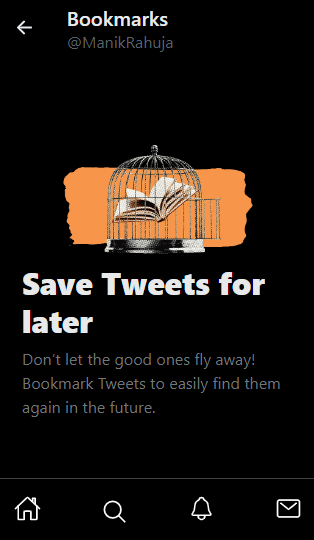 Bookmarks
@ManikRahuja
Save Tweets for
later
Don't let the good ones fly away!
Bookmark Tweets to easily find them
again in the future.